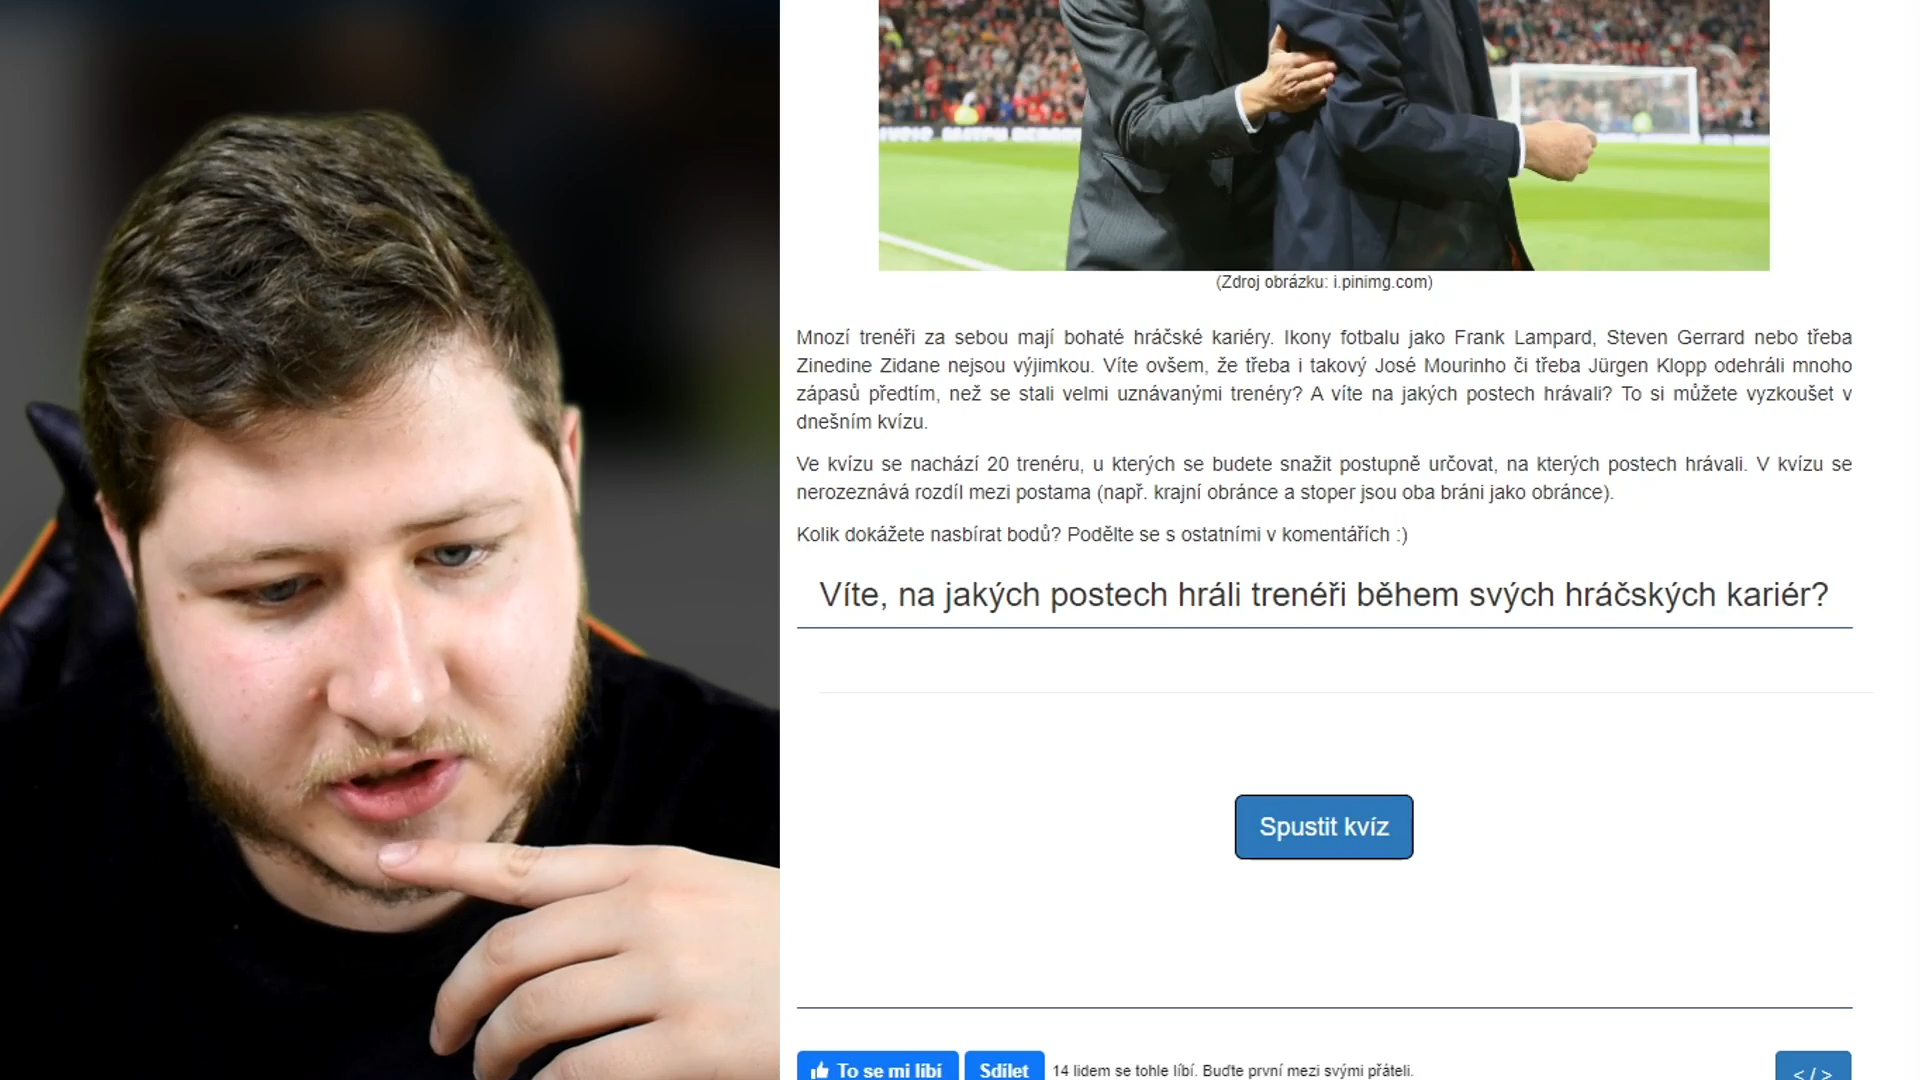 (Zdroj obrázku: i.pinimg.com)
Mnozí trenéři za sebou mají bohaté hráčské kariéry. Ikony fotbalu jako Frank Lampard, Steven Gerrard nebo třeba
Zinedine Zidane nejsou výjimkou. Víte ovšem, že třeba i takový José Mourinho či třeba Jürgen Klopp odehráli mnoho
zápasů předtím, než se stali velmi uznávanými trenéry? A víte na jakých postech hrávali? To si můžete vyzkoušet v
dnešním kvízu.
Ve kvízu se nachází 20 trenéru, u kterých se budete snažit postupně určovat, na kterých postech hrávali. V kvízu se
nerozeznává rozdíl mezi postama (např. krajní obránce a stoper jsou oba bráni jako obránce).
Kolik dokážete nasbírat bodů? Podělte se s ostatními v komentářích :)
Víte, na jakých postech hráli trenéři během svých hráčských kariér?
Spustit kvíz
To se mi líbí Sdílet 14 lidem se tohle líbí. Buďte první mezi svými přáteli.
</>